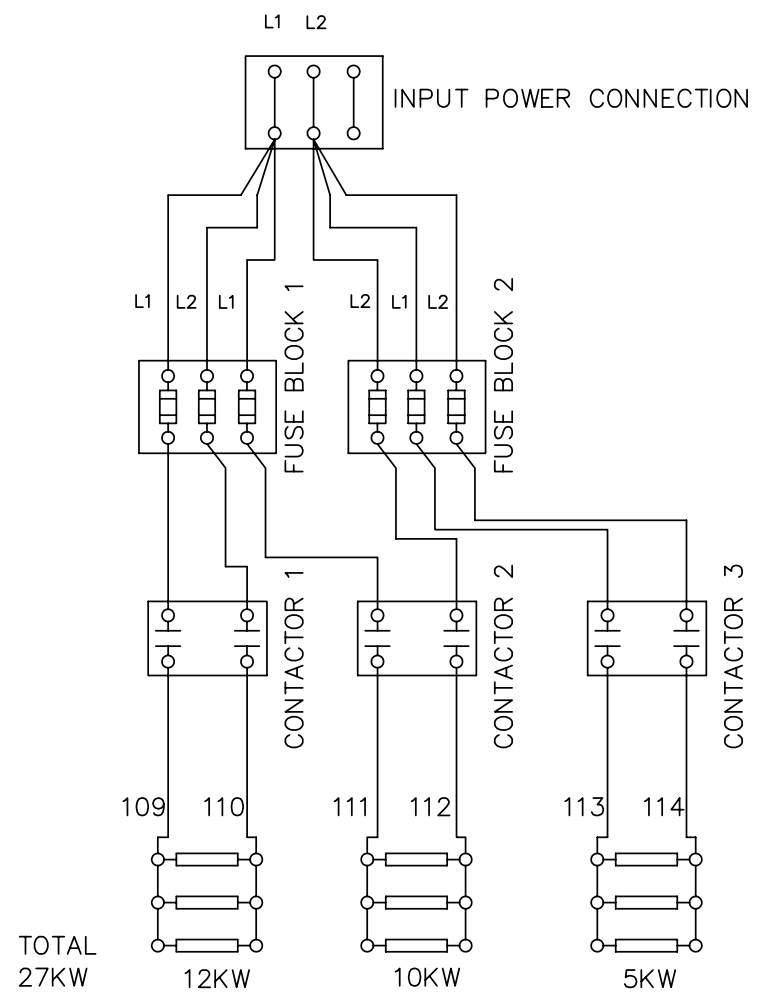 L1 L2
INPUT POWER CONNECTION
L1 L2 L1
FUSE BLOCK 1
L2 L1 L2
FUSE BLOCK 2
CONTACTOR 1
CONTACTOR 2
CONTACTOR 3
109 110 111 112 113 114
TOTAL
27KW 12KW 10KW 5KW